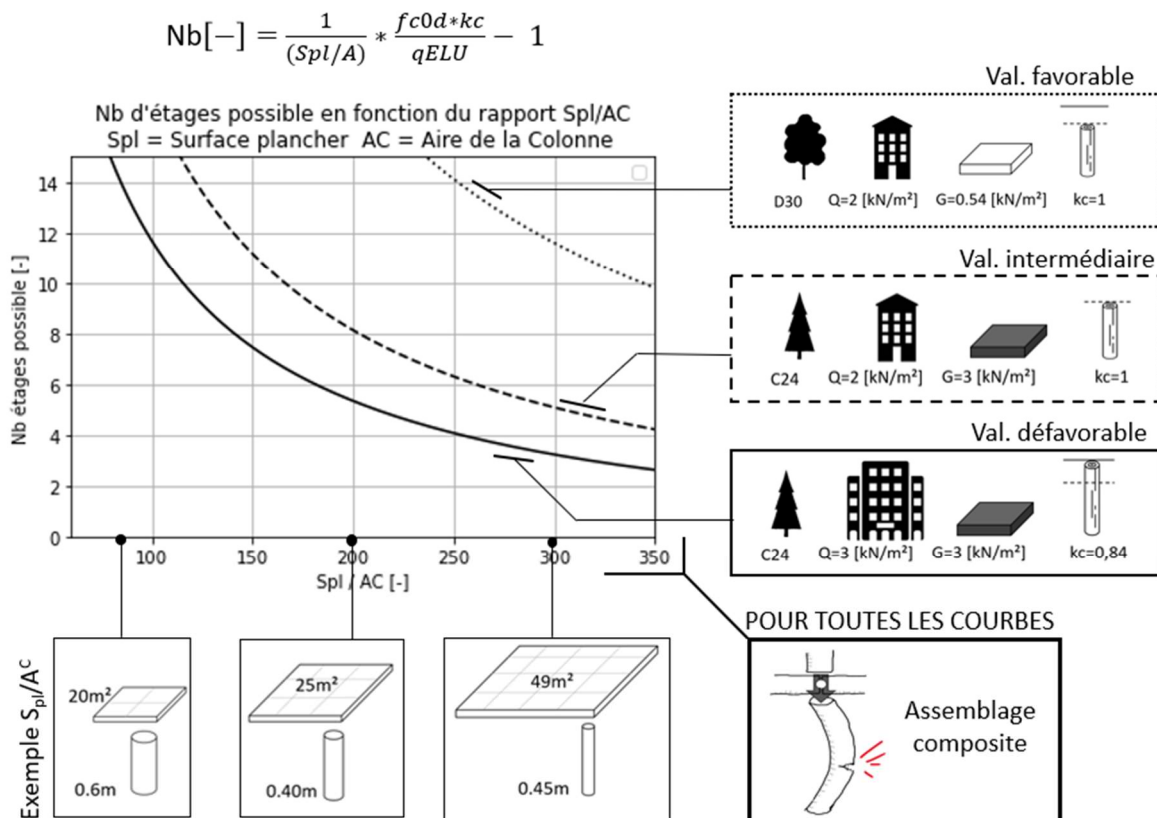 Nb[−] = 1/(Spl/A) * fc0d*kc/qELU − 1
Nb d'étages possible en fonction du rapport Spl/AC
Spl = Surface plancher AC = Aire de la Colonne
Nb étages possible [-]
14
12
10
8
6
4
2
0
100
150
200
250
300
350
Spl / AC [-]
Val. favorable
D30
Q=2 [kN/m²]
G=0.54 [kN/m²]
kc=1
Val. intermédiaire
C24
Q=2 [kN/m²]
G=3 [kN/m²]
kc=1
Val. défavorable
C24
Q=3 [kN/m²]
G=3 [kN/m²]
kc=0,84
Exemple Spl/Aᶜ
20m²
0.6m
25m²
0.40m
49m²
0.45m
POUR TOUTES LES COURBES
Assemblage
composite